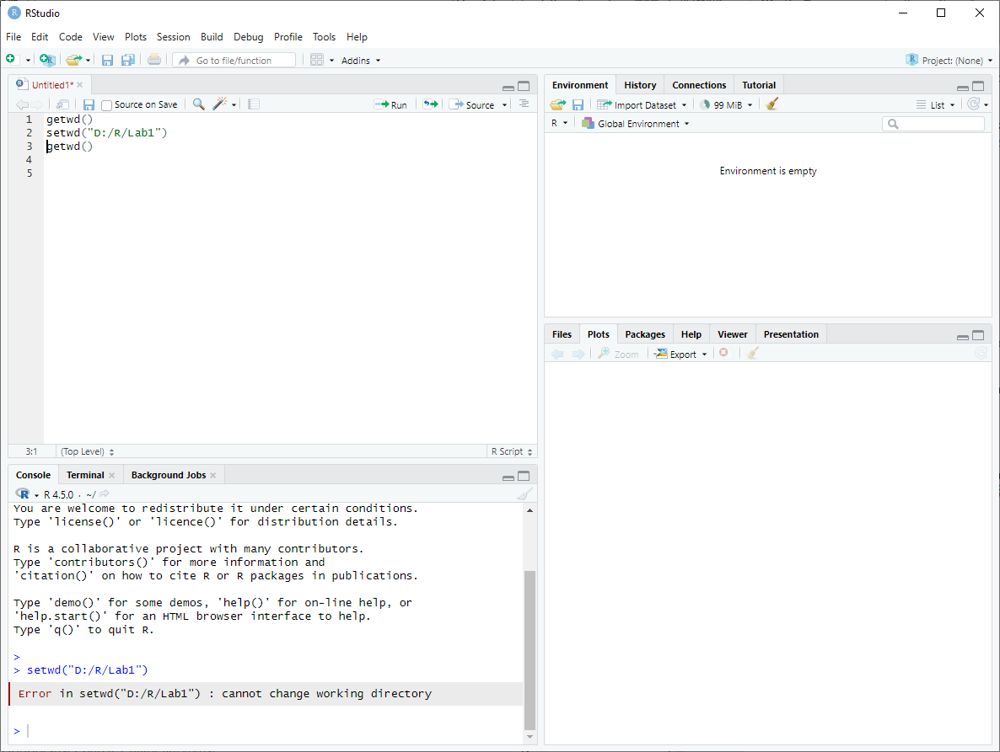 RStudio
File Edit Code View Plots Session Build Debug Profile Tools Help
Go to file/function Addins Project: (None)
Untitled1*
Source on Save Run Source
1 getwd()
2 setwd("D:/R/Lab1")
3 getwd()
4
5
3:1 (Top Level) R Script
Console Terminal Background Jobs
R 4.5.0 · ~/
You are welcome to redistribute it under certain conditions.
Type 'license()' or 'licence()' for distribution details.
R is a collaborative project with many contributors.
Type 'contributors()' for more information and
'citation()' on how to cite R or R packages in publications.
Type 'demo()' for some demos, 'help()' for on-line help, or
'help.start()' for an HTML browser interface to help.
Type 'q()' to quit R.
>
> setwd("D:/R/Lab1")
Error in setwd("D:/R/Lab1") : cannot change working directory
>
Environment History Connections Tutorial
Import Dataset 99 MiB List
R Global Environment
Environment is empty
Files Plots Packages Help Viewer Presentation
Zoom Export